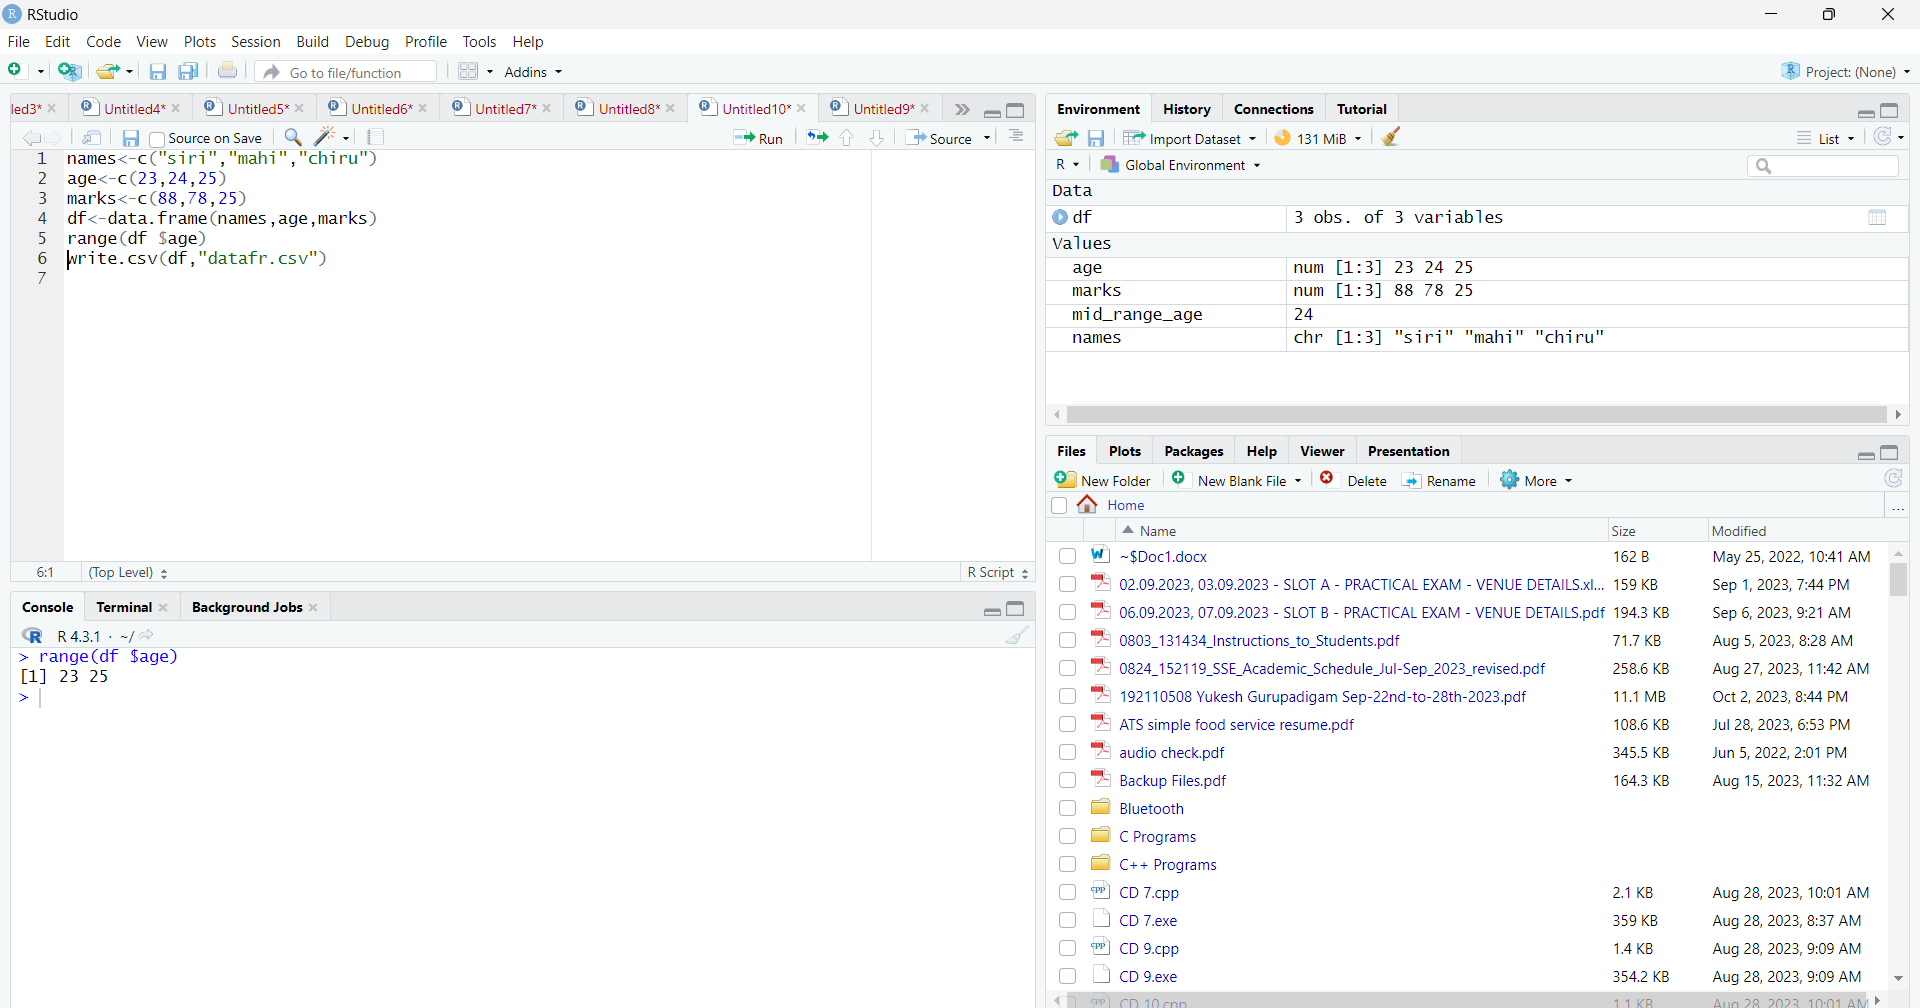 RStudio
File Edit Code View Plots Session Build Debug Profile Tools Help
Go to file/function Addins Project: (None)
led3* Untitled4* Untitled5* Untitled6* Untitled7* Untitled8* Untitled10* Untitled9*
Source on Save Run Source
1 names<-c("siri","mahi","chiru")
2 age<-c(23,24,25)
3 marks<-c(88,78,25)
4 df<-data.frame(names,age,marks)
5 range(df $age)
6 write.csv(df,"datafr.csv")
7
6:1 (Top Level) R Script
Console Terminal Background Jobs
R 4.3.1 · ~/
> range(df $age)
[1] 23 25
>
Environment History Connections Tutorial
Import Dataset 131 MiB List
R Global Environment
Data
df 3 obs. of 3 variables
Values
age num [1:3] 23 24 25
marks num [1:3] 88 78 25
mid_range_age 24
names chr [1:3] "siri" "mahi" "chiru"
Files Plots Packages Help Viewer Presentation
New Folder New Blank File Delete Rename More
Home ...
Name Size Modified
~$Doc1.docx 162 B May 25, 2022, 10:41 AM
02.09.2023, 03.09.2023 - SLOT A - PRACTICAL EXAM - VENUE DETAILS.xl... 159 KB Sep 1, 2023, 7:44 PM
06.09.2023, 07.09.2023 - SLOT B - PRACTICAL EXAM - VENUE DETAILS.pdf 194.3 KB Sep 6, 2023, 9:21 AM
0803_131434_Instructions_to_Students.pdf 71.7 KB Aug 5, 2023, 8:28 AM
0824_152119_SSE_Academic_Schedule_Jul-Sep_2023_revised.pdf 258.6 KB Aug 27, 2023, 11:42 AM
192110508 Yukesh Gurupadigam Sep-22nd-to-28th-2023.pdf 11.1 MB Oct 2, 2023, 8:44 PM
ATS simple food service resume.pdf 108.6 KB Jul 28, 2023, 6:53 PM
audio check.pdf 345.5 KB Jun 5, 2022, 2:01 PM
Backup Files.pdf 164.3 KB Aug 15, 2023, 11:32 AM
Bluetooth
C Programs
C++ Programs
CD 7.cpp 2.1 KB Aug 28, 2023, 10:01 AM
CD 7.exe 359 KB Aug 28, 2023, 8:37 AM
CD 9.cpp 1.4 KB Aug 28, 2023, 9:09 AM
CD 9.exe 354.2 KB Aug 28, 2023, 9:09 AM
CD 10.cpp 1.1 KB Aug 28, 2023, 10:01 AM